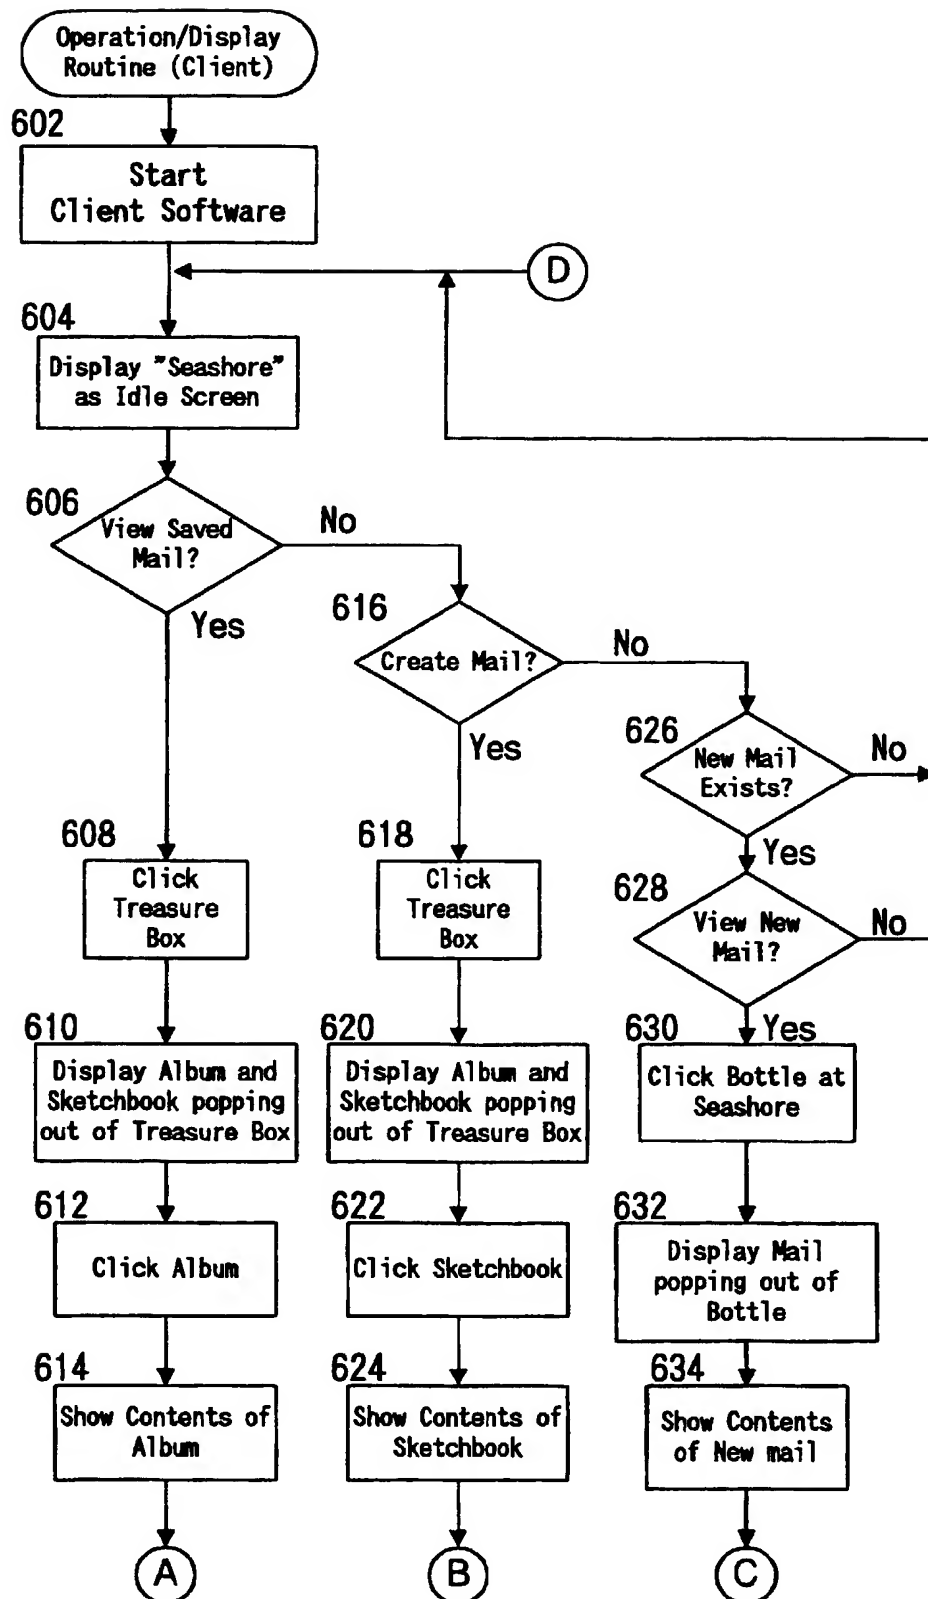 Operation/Display
Routine (Client)
602
Start
Client Software
D
604
Display "Seashore"
as Idle Screen
606
View Saved
Mail?
No
Yes
616
Create Mail?
No
Yes
626
New Mail
Exists?
No
Yes
608
Click
Treasure
Box
618
Click
Treasure
Box
628
View New
Mail?
No
Yes
610
Display Album and
Sketchbook popping
out of Treasure Box
620
Display Album and
Sketchbook popping
out of Treasure Box
630
Click Bottle at
Seashore
612
Click Album
622
Click Sketchbook
632
Display Mail
popping out of
Bottle
614
Show Contents of
Album
624
Show Contents of
Sketchbook
634
Show Contents
of New mail
A
B
C